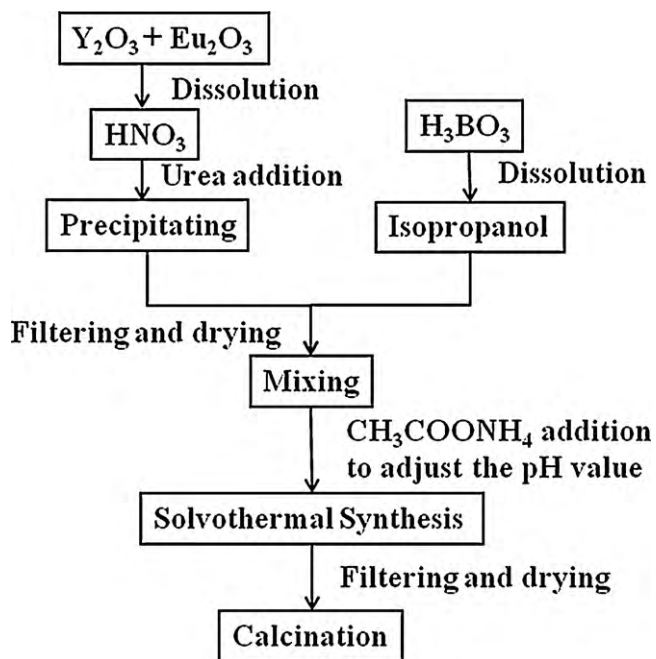 Y₂O₃ + Eu₂O₃
Dissolution
HNO₃
H₃BO₃
Urea addition
Dissolution
Precipitating
Isopropanol
Filtering and drying
Mixing
CH₃COONH₄ addition
to adjust the pH value
Solvothermal Synthesis
Filtering and drying
Calcination